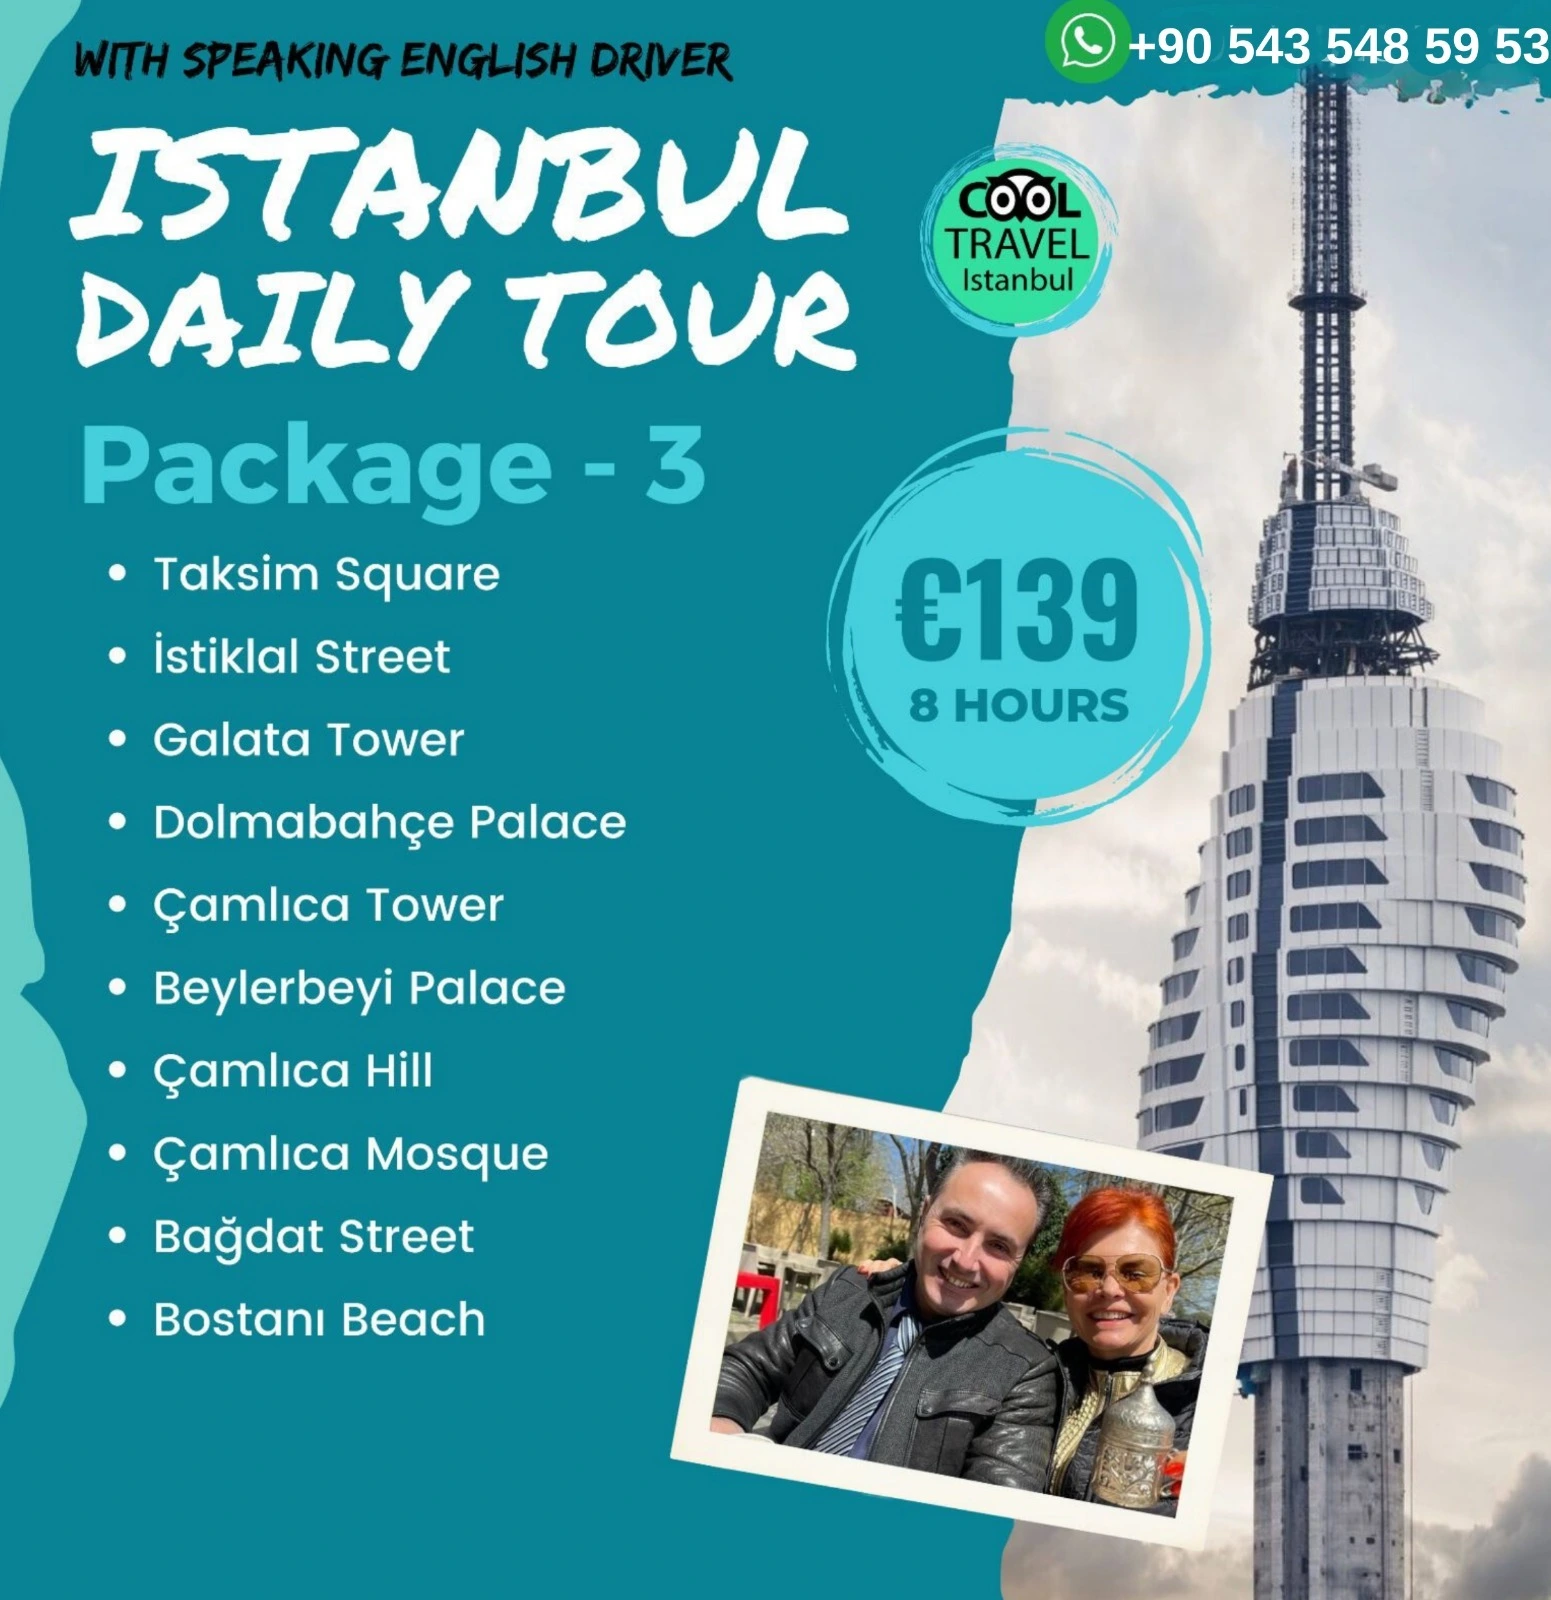 WITH SPEAKING ENGLISH DRIVER
+90 543 548 59 53
ISTANBUL
DAILY TOUR
COOL
TRAVEL
Istanbul
Package - 3
€139
8 HOURS
• Taksim Square
• İstiklal Street
• Galata Tower
• Dolmabahçe Palace
• Çamlıca Tower
• Beylerbeyi Palace
• Çamlıca Hill
• Çamlıca Mosque
• Bağdat Street
• Bostanı Beach